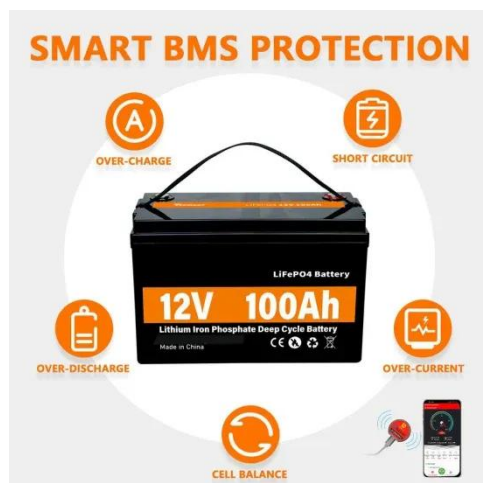 SMART BMS PROTECTION
OVER-CHARGE
SHORT CIRCUIT
LiFePO4 Battery
12V 100Ah
Lithium Iron Phosphate Deep Cycle Battery
Made in China
OVER-DISCHARGE
OVER-CURRENT
CELL BALANCE